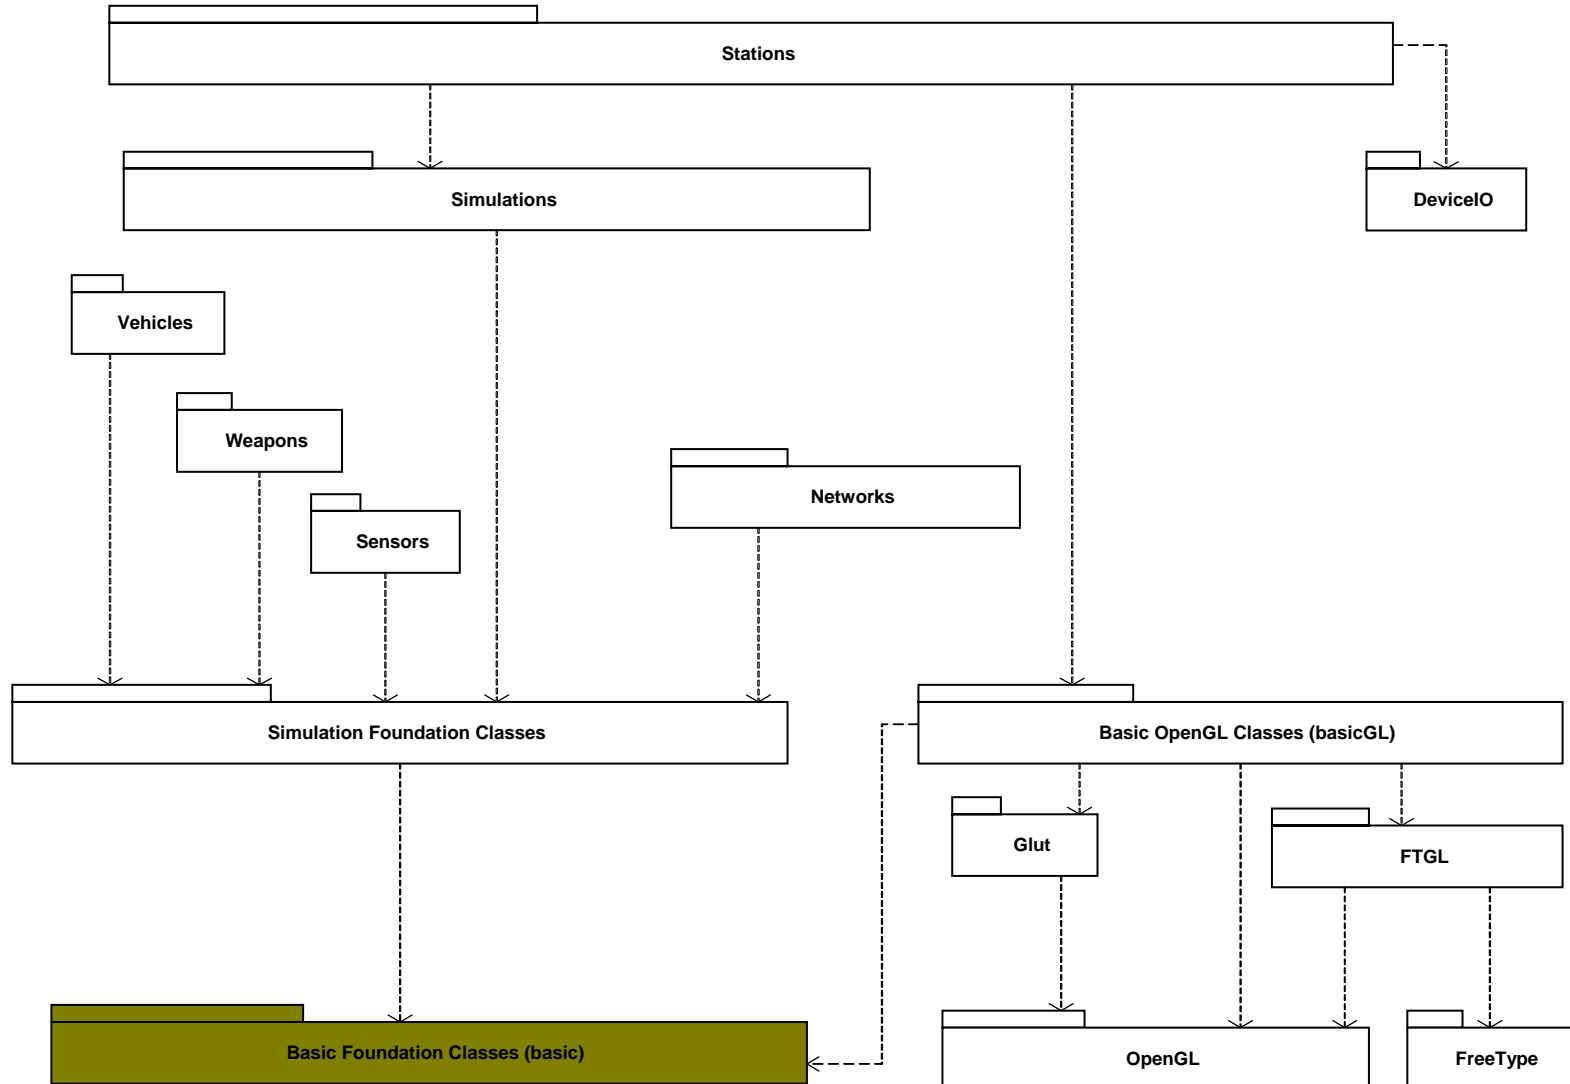 Stations
Simulations
DeviceIO
Vehicles
Weapons
Networks
Sensors
Simulation Foundation Classes
Basic OpenGL Classes (basicGL)
Glut
FTGL
Basic Foundation Classes (basic)
OpenGL
FreeType